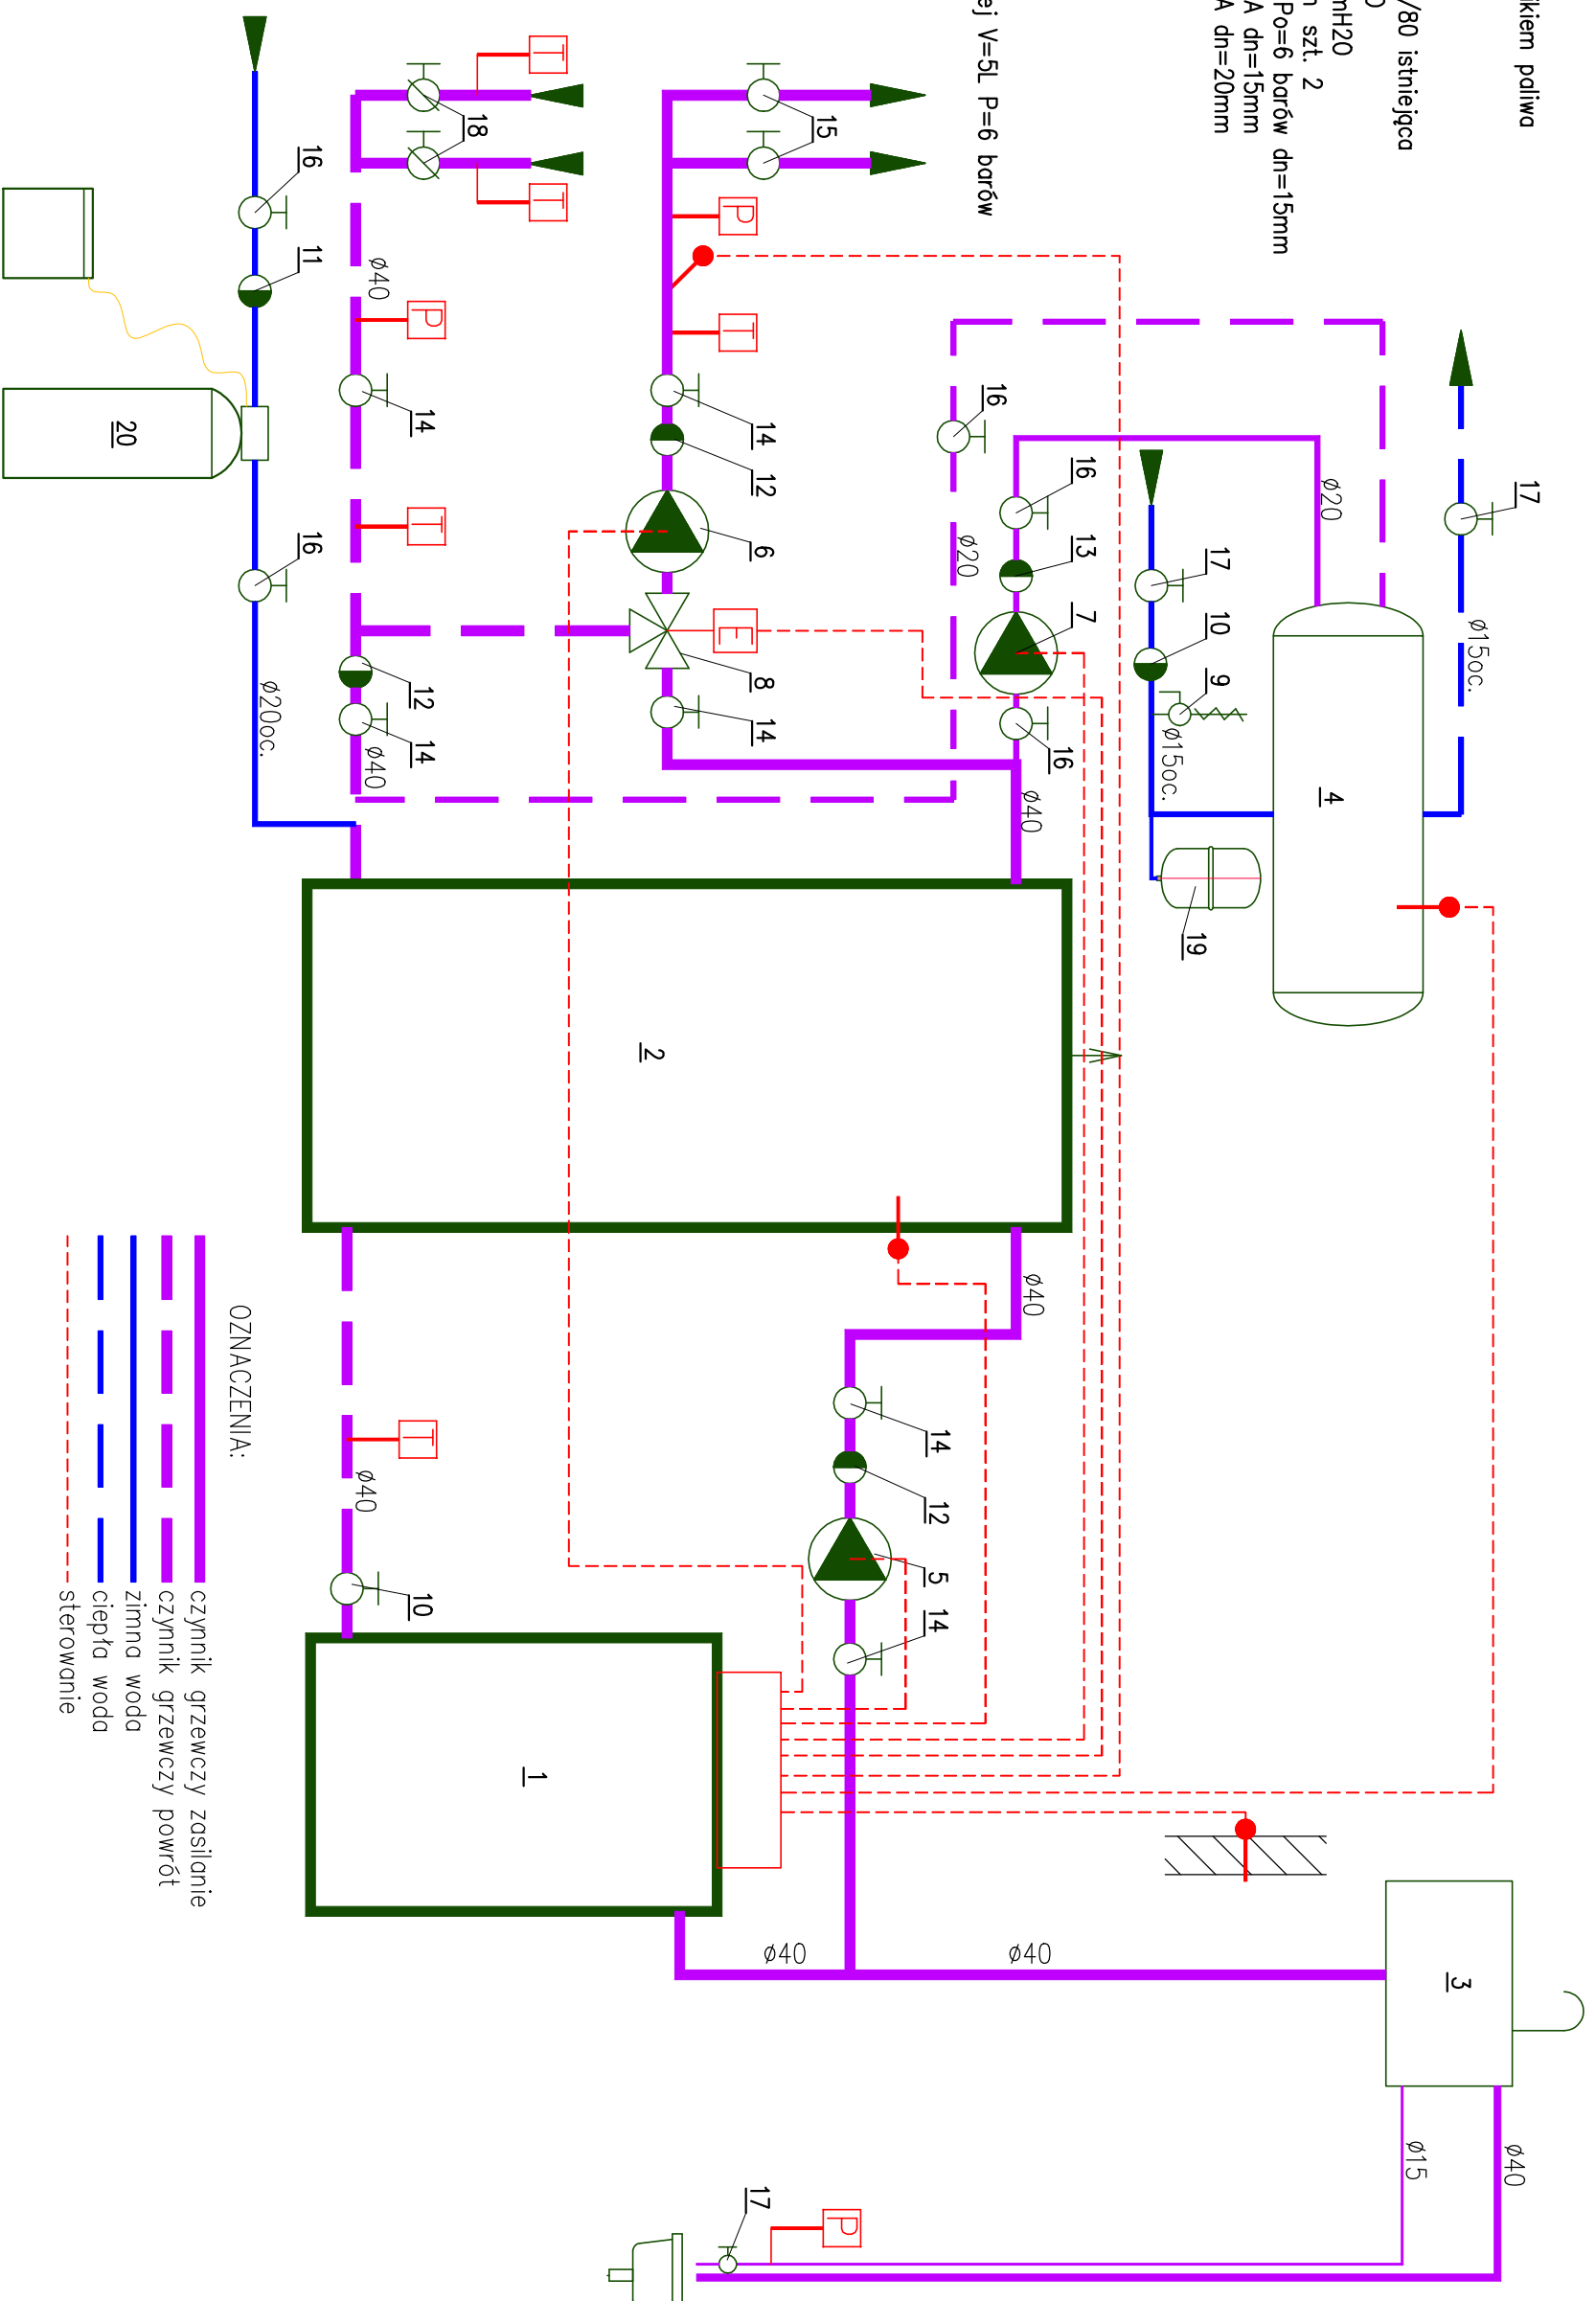 ikiem paliwa
/80 istniejąca
0
mH20
szt. 2
Po=6 barów dn=15mm
A dn=15mm
A dn=20mm
ej V=5L P=6 barów
17
ø40
ø15oc.
3
ø15
4
ø20
9
19
17
10
ø15oc.
13
7
16
16
16
ø40
ø40
ø40
ø20
14
12
5
14
P
15
ø40
17
14
12
6
8
14
P
T
E
2
1
T
T
18
P
T
T
14
12
14
10
ø40
ø40
ø40
16
11
16
ø20oc.
20
OZNACZENIA:
czynnik grzewczy zasilanie
czynnik grzewczy powrót
zimna woda
ciepła woda
sterowanie